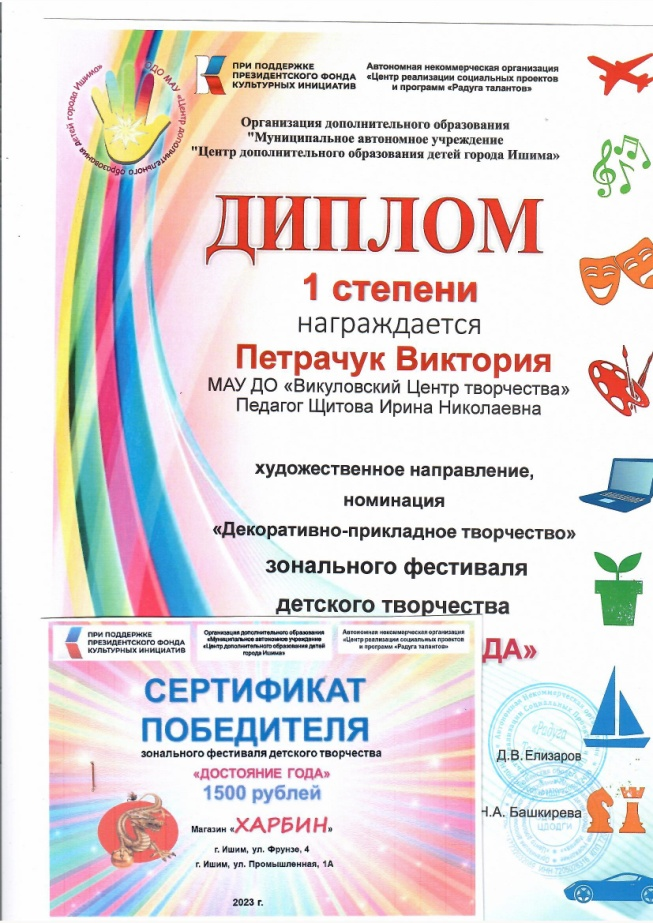 ОДО МАУ «Центр дополнительного образования детей города Ишима»
ПРИ ПОДДЕРЖКЕ
ПРЕЗИДЕНТСКОГО ФОНДА
КУЛЬТУРНЫХ ИНИЦИАТИВ
Автономная некоммерческая организация
«Центр реализации социальных проектов
и программ «Радуга талантов»
Организация дополнительного образования
"Муниципальное автономное учреждение
"Центр дополнительного образования детей города Ишима»
ДИПЛОМ
1 степени
награждается
Петрачук Виктория
МАУ ДО «Викуловский Центр творчества»
Педагог Щитова Ирина Николаевна
художественное направление,
номинация
«Декоративно-прикладное творчество»
зонального фестиваля
детского творчества
ДА»
Д.В.Елизаров
Н.А. Башкирева
ПРИ ПОДДЕРЖКЕ
ПРЕЗИДЕНТСКОГО ФОНДА
КУЛЬТУРНЫХ ИНИЦИАТИВ
Организация дополнительного образования
«Муниципальное автономное учреждение
«Центр дополнительного образования детей
города Ишима»
Автономная некоммерческая организация
«Центр реализации социальных проектов
и программ «Радуга талантов»
СЕРТИФИКАТ
ПОБЕДИТЕЛЯ
зонального фестиваля детского творчества
«ДОСТОЯНИЕ ГОДА»
1500 рублей
Магазин «ХАРБИН»
г. Ишим, ул. Фрунзе, 4
г. Ишим, ул. Промышленная, 1А
2023 г.